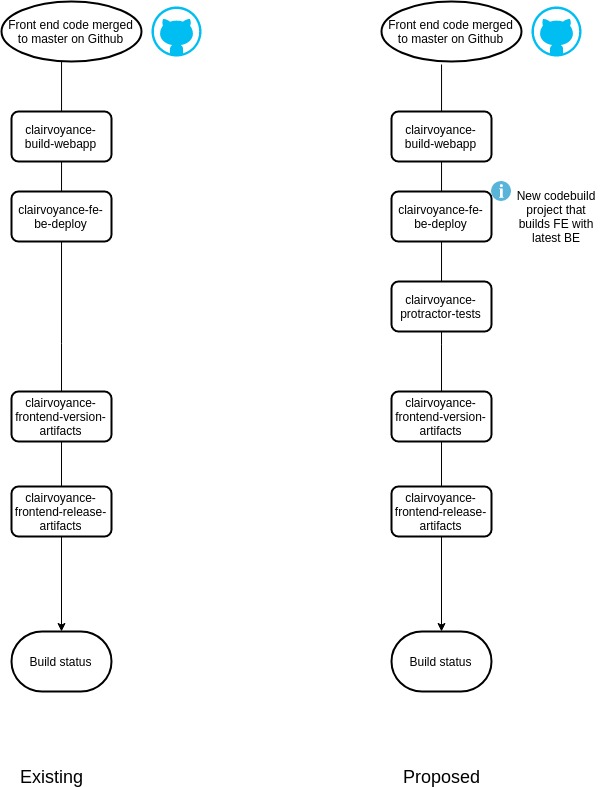 Front end code merged
to master on Github
clairvoyance-
build-webapp
clairvoyance-fe-
be-deploy
clairvoyance-
frontend-version-
artifacts
clairvoyance-
frontend-release-
artifacts
Build status
Existing
Front end code merged
to master on Github
clairvoyance-
build-webapp
clairvoyance-fe-
be-deploy
New codebuild
project that
builds FE with
latest BE
clairvoyance-
protractor-tests
clairvoyance-
frontend-version-
artifacts
clairvoyance-
frontend-release-
artifacts
Build status
Proposed